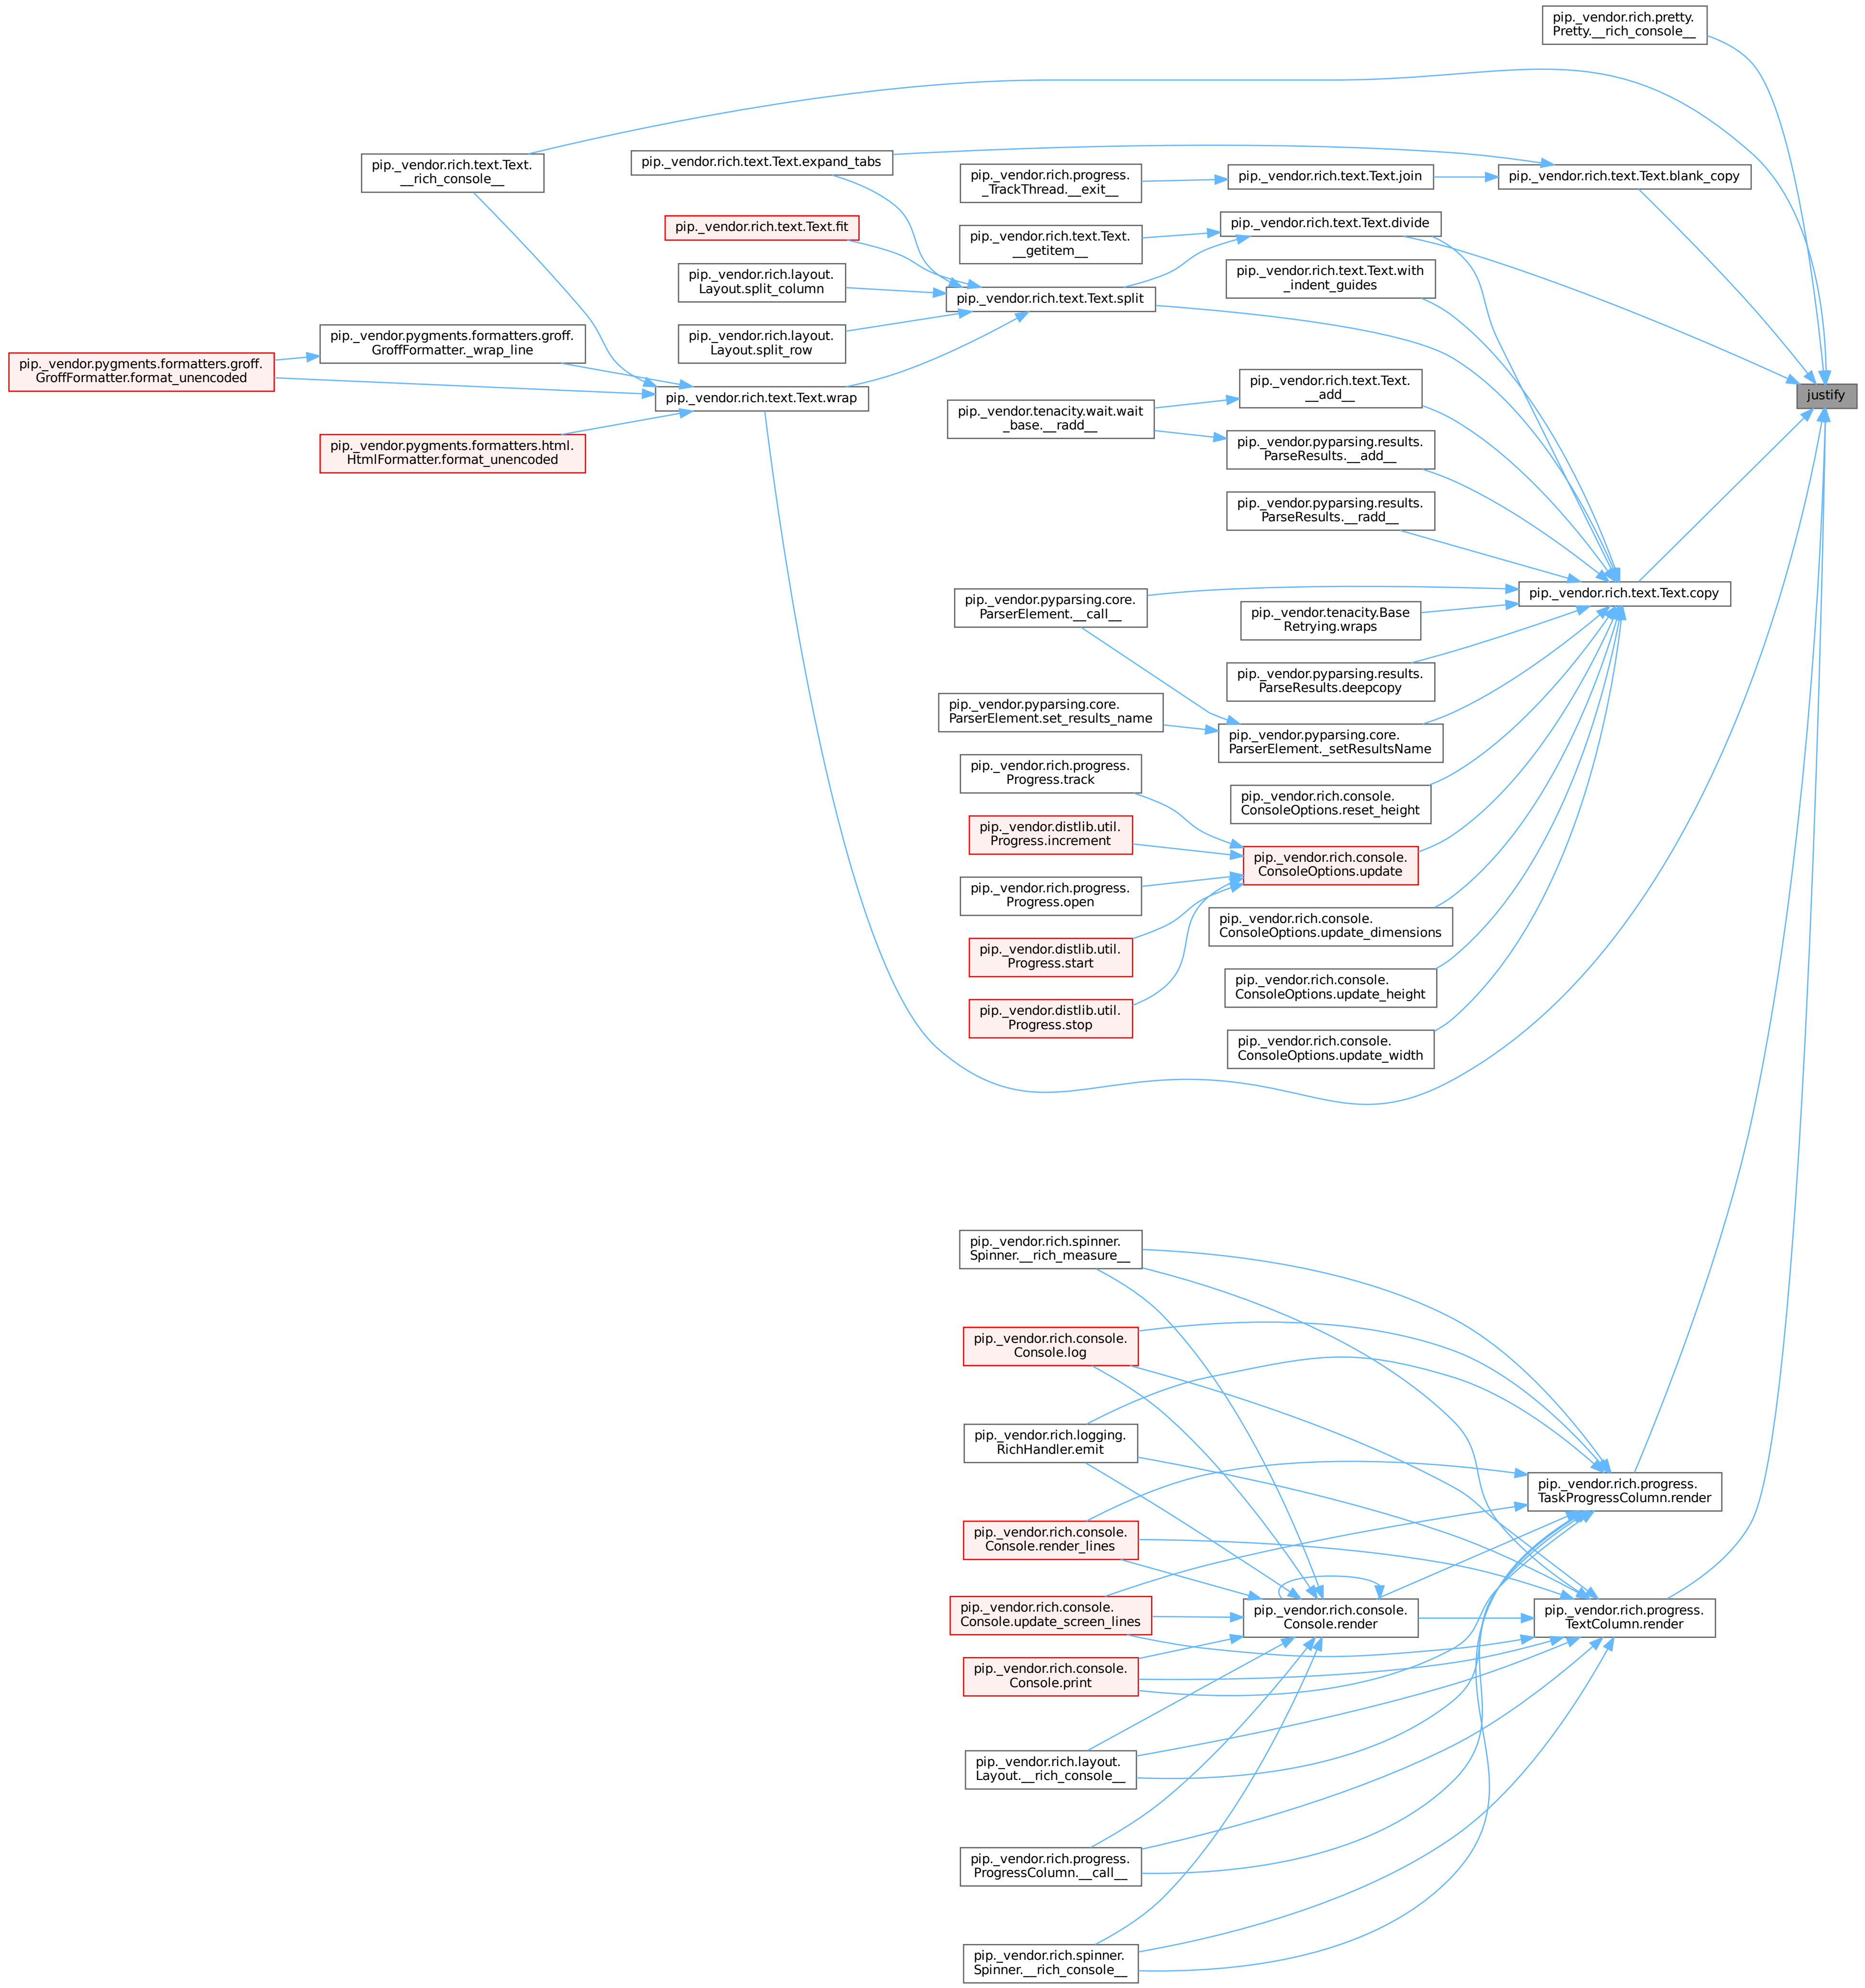 pip._vendor.rich.pretty.
Pretty.__rich_console__
pip._vendor.rich.text.Text.
__rich_console__
pip._vendor.rich.text.Text.expand_tabs
pip._vendor.rich.progress.
_TrackThread.__exit__
pip._vendor.rich.text.Text.join
pip._vendor.rich.text.Text.blank_copy
pip._vendor.rich.text.Text.fit
pip._vendor.rich.text.Text.
__getitem__
pip._vendor.rich.text.Text.divide
pip._vendor.rich.layout.
Layout.split_column
pip._vendor.rich.text.Text.split
pip._vendor.rich.text.Text.with
_indent_guides
pip._vendor.rich.layout.
Layout.split_row
pip._vendor.pygments.formatters.groff.
GroffFormatter._wrap_line
pip._vendor.pygments.formatters.groff.
GroffFormatter.format_unencoded
pip._vendor.rich.text.Text.wrap
pip._vendor.pygments.formatters.html.
HtmlFormatter.format_unencoded
justify
pip._vendor.rich.text.Text.
__add__
pip._vendor.tenacity.wait.wait
_base.__radd__
pip._vendor.pyparsing.results.
ParseResults.__add__
pip._vendor.pyparsing.results.
ParseResults.__radd__
pip._vendor.rich.text.Text.copy
pip._vendor.pyparsing.core.
ParserElement.__call__
pip._vendor.tenacity.Base
Retrying.wraps
pip._vendor.pyparsing.results.
ParseResults.deepcopy
pip._vendor.pyparsing.core.
ParserElement.set_results_name
pip._vendor.pyparsing.core.
ParserElement._setResultsName
pip._vendor.rich.progress.
Progress.track
pip._vendor.rich.console.
ConsoleOptions.reset_height
pip._vendor.distlib.util.
Progress.increment
pip._vendor.rich.console.
ConsoleOptions.update
pip._vendor.rich.progress.
Progress.open
pip._vendor.rich.console.
ConsoleOptions.update_dimensions
pip._vendor.distlib.util.
Progress.start
pip._vendor.rich.console.
ConsoleOptions.update_height
pip._vendor.distlib.util.
Progress.stop
pip._vendor.rich.console.
ConsoleOptions.update_width
pip._vendor.rich.spinner.
Spinner.__rich_measure__
pip._vendor.rich.console.
Console.log
pip._vendor.rich.logging.
RichHandler.emit
pip._vendor.rich.progress.
TaskProgressColumn.render
pip._vendor.rich.console.
Console.render_lines
pip._vendor.rich.console.
Console.update_screen_lines
pip._vendor.rich.console.
Console.render
pip._vendor.rich.progress.
TextColumn.render
pip._vendor.rich.console.
Console.print
pip._vendor.rich.layout.
Layout.__rich_console__
pip._vendor.rich.progress.
ProgressColumn.__call__
pip._vendor.rich.spinner.
Spinner.__rich_console__